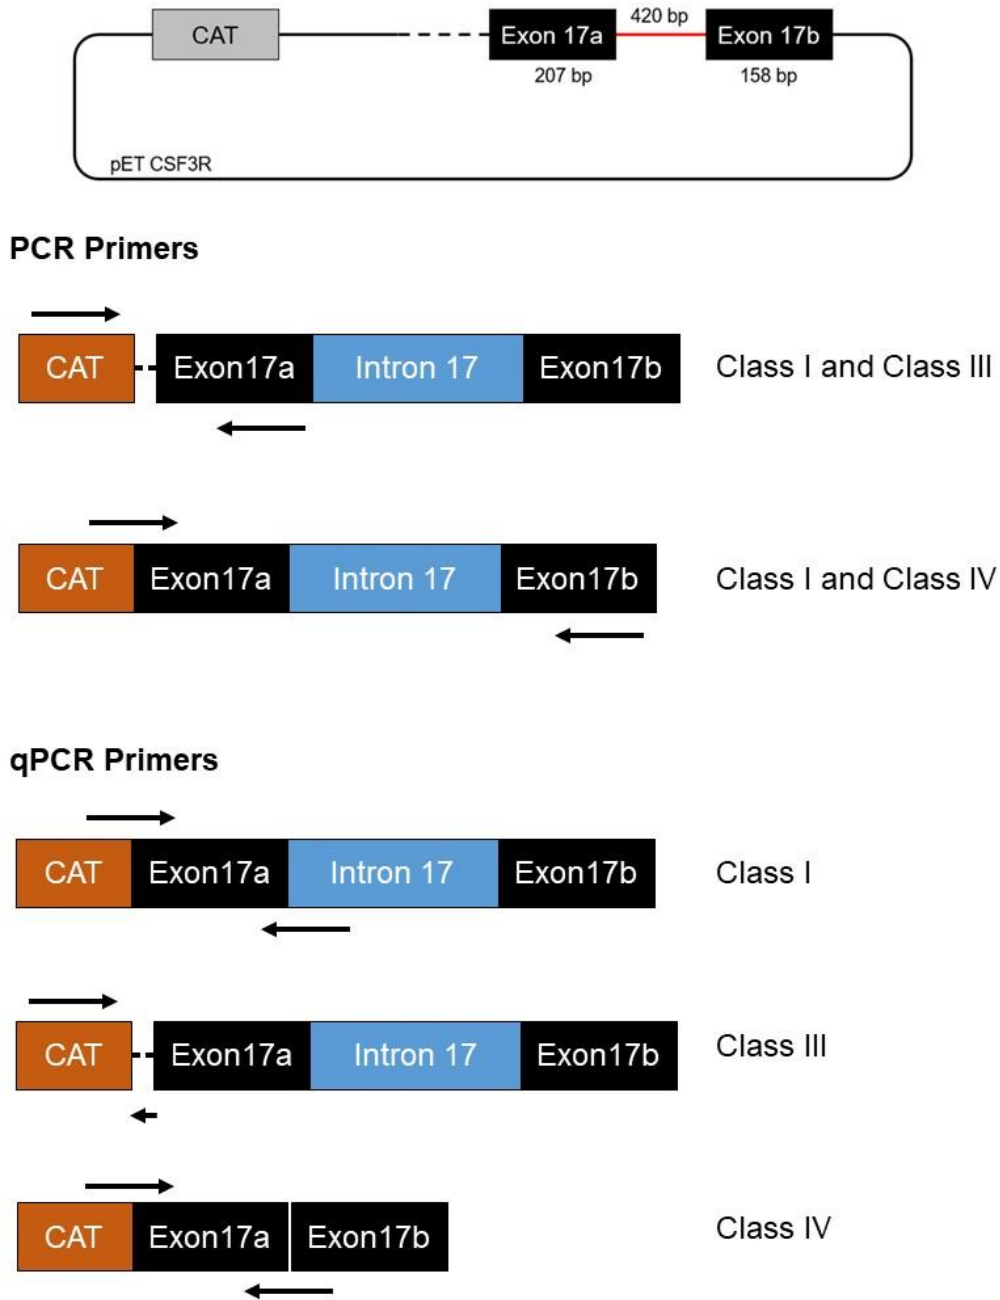 420 bp
CAT Exon 17a Exon 17b
207 bp 158 bp
pET CSF3R
PCR Primers
CAT Exon17a Intron 17 Exon17b Class I and Class III
CAT Exon17a Intron 17 Exon17b Class I and Class IV
qPCR Primers
CAT Exon17a Intron 17 Exon17b Class I
CAT Exon17a Intron 17 Exon17b Class III
CAT Exon17a Exon17b Class IV